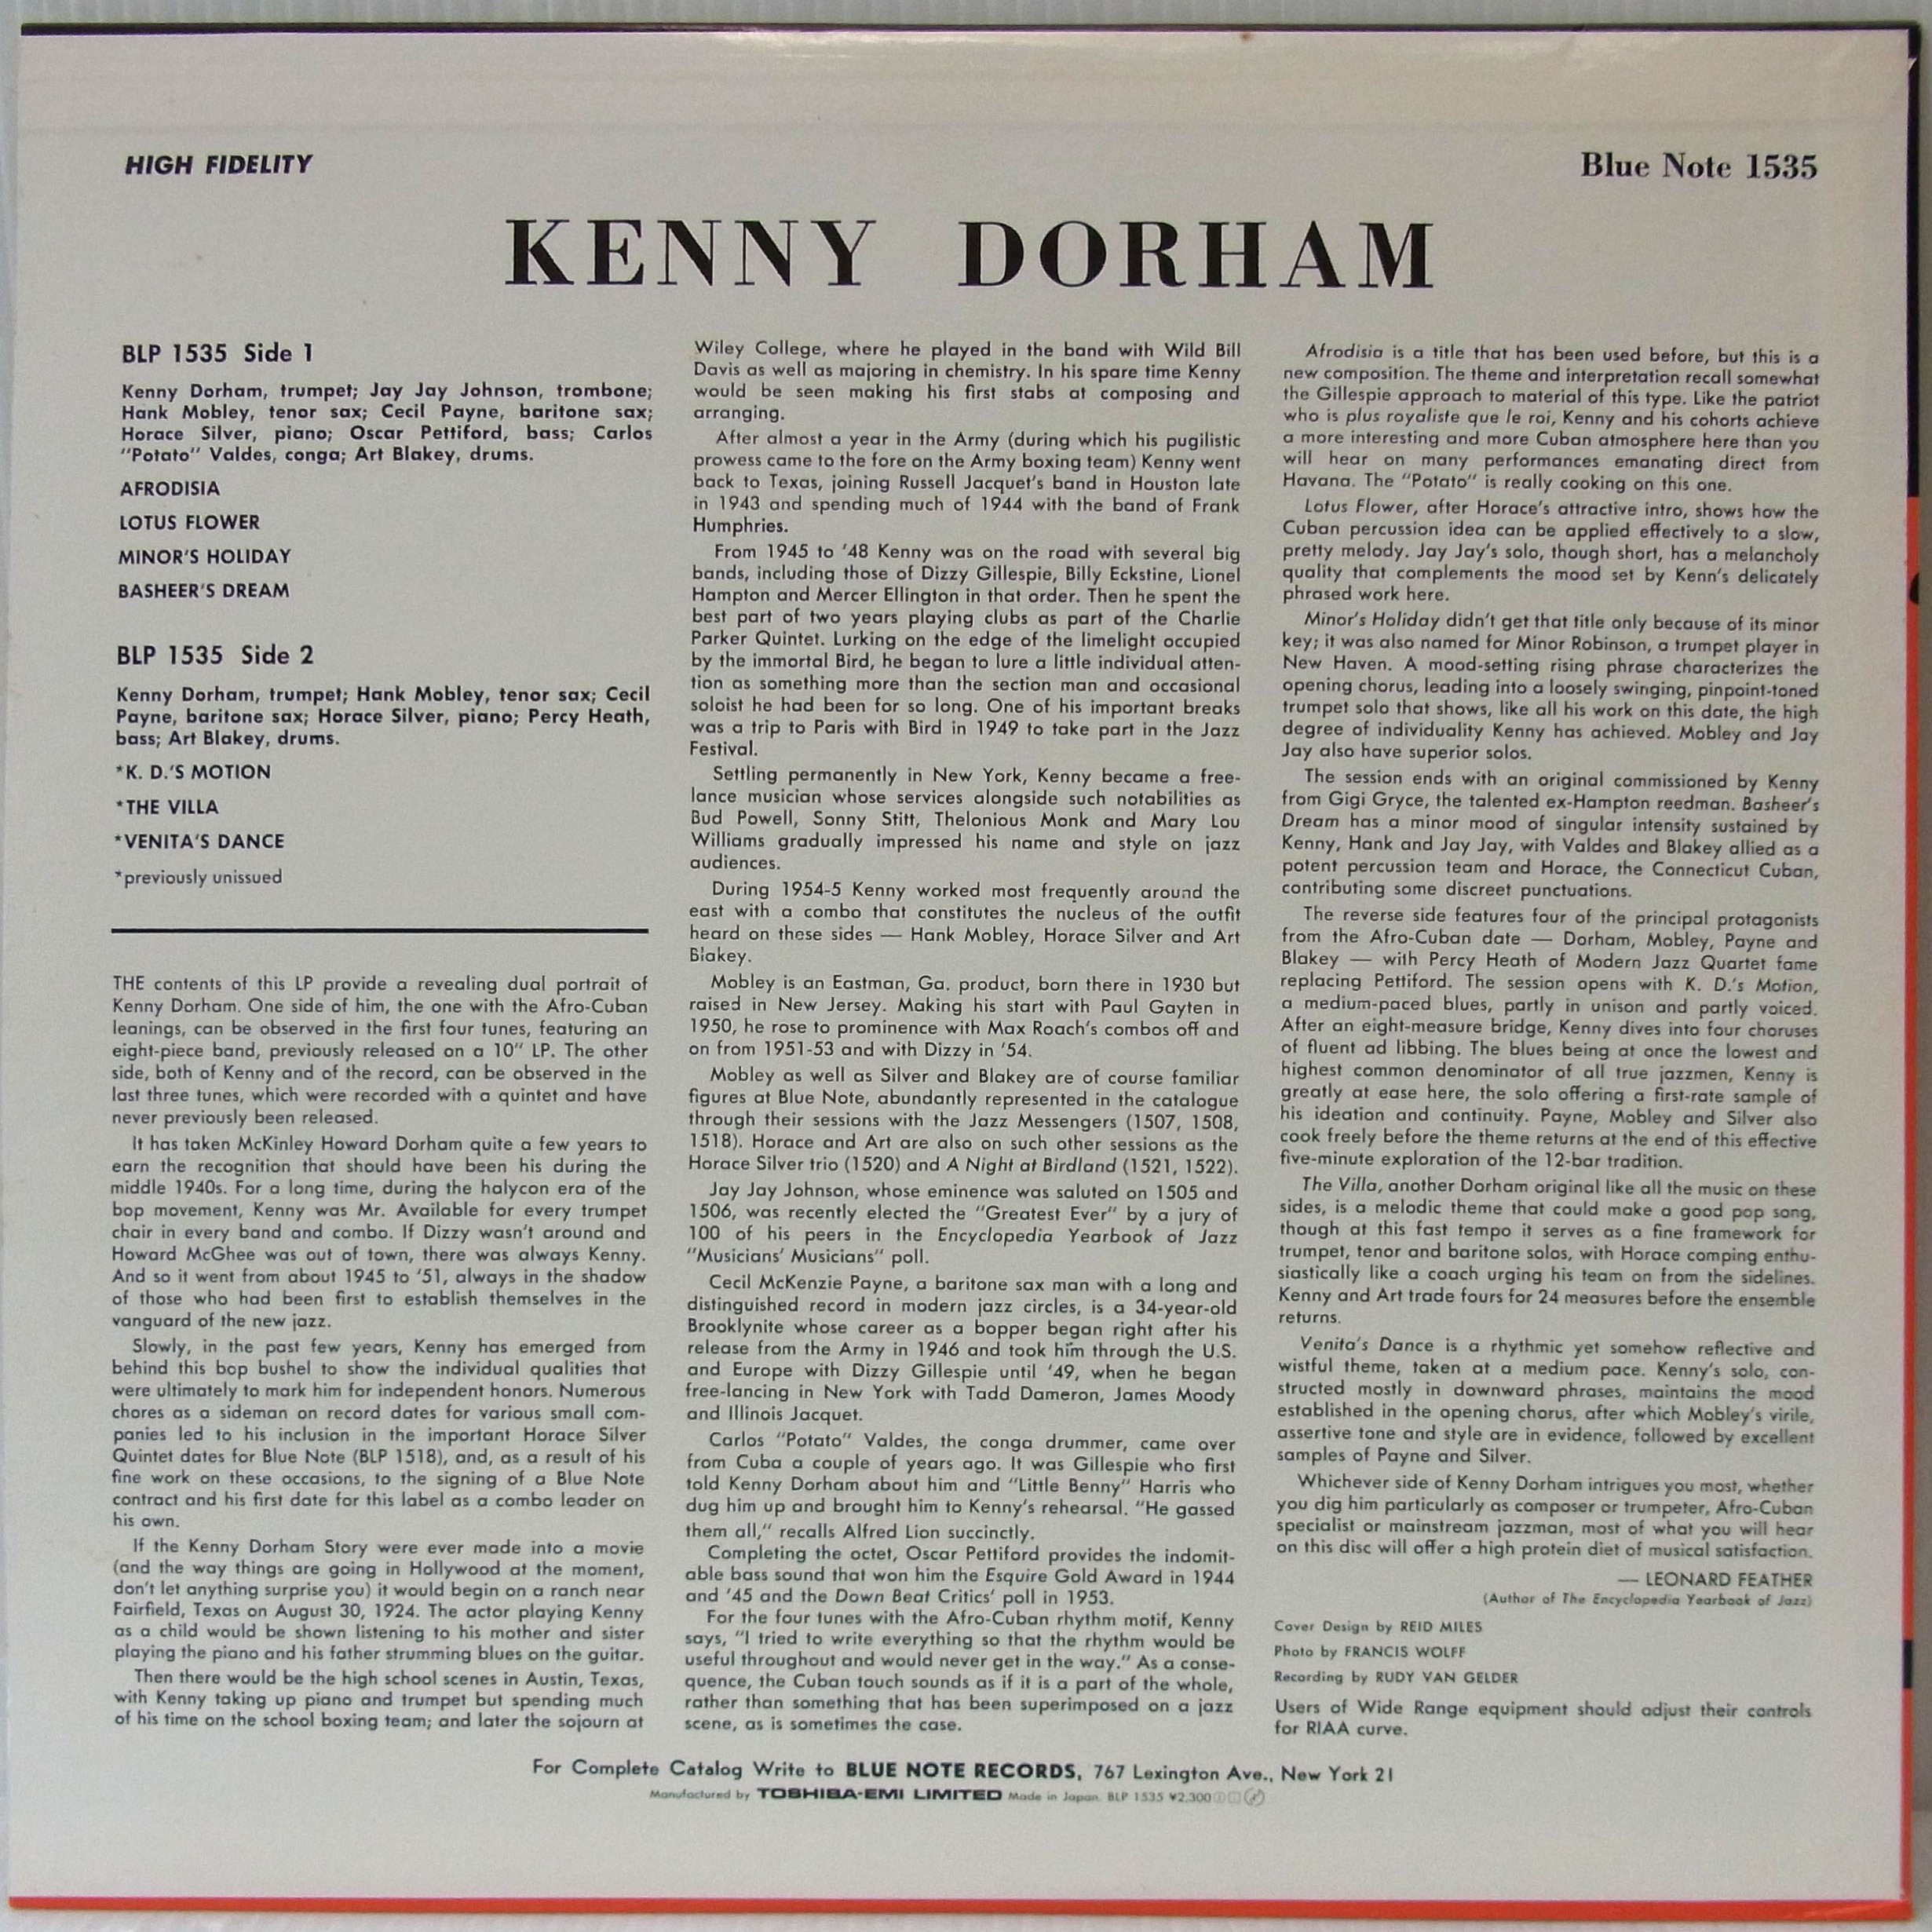 HIGH FIDELITY
Blue Note 1535
KENNY DORHAM
BLP 1535 Side 1
Kenny Dorham, trumpet; Jay Jay Johnson, trombone;
Hank Mobley, tenor sax; Cecil Payne, baritone sax;
Horace Silver, piano; Oscar Pettiford, bass; Carlos
"Potato" Valdes, conga; Art Blakey, drums.
AFRODISIA
LOTUS FLOWER
MINOR'S HOLIDAY
BASHEER'S DREAM
BLP 1535 Side 2
Kenny Dorham, trumpet; Hank Mobley, tenor sax; Cecil
Payne, baritone sax; Horace Silver, piano; Percy Heath,
bass; Art Blakey, drums.
*K. D.'S MOTION
*THE VILLA
*VENITA'S DANCE
*previously unissued
THE contents of this LP provide a revealing dual portrait of
Kenny Dorham. One side of him, the one with the Afro-Cuban
leanings, can be observed in the first four tunes, featuring an
eight-piece band, previously released on a 10" LP. The other
side, both of Kenny and of the record, can be observed in the
last three tunes, which were recorded with a quintet and have
never previously been released.
It has taken McKinley Howard Dorham quite a few years to
earn the recognition that should have been his during the
middle 1940s. For a long time, during the halycon era of the
bop movement, Kenny was Mr. Available for every trumpet
chair in every band and combo. If Dizzy wasn't around and
Howard McGhee was out of town, there was always Kenny.
And so it went from about 1945 to '51, always in the shadow
of those who had been first to establish themselves in the
vanguard of the new jazz.
Slowly, in the past few years, Kenny has emerged from
behind this bop bushel to show the individual qualities that
were ultimately to mark him for independent honors. Numerous
chores as a sideman on record dates for various small com-
panies led to his inclusion in the important Horace Silver
Quintet dates for Blue Note (BLP 1518), and, as a result of his
fine work on these occasions, to the signing of a Blue Note
contract and his first date for this label as a combo leader on
his own.
If the Kenny Dorham Story were ever made into a movie
(and the way things are going in Hollywood at the moment,
don't let anything surprise you) it would begin on a ranch near
Fairfield, Texas on August 30, 1924. The actor playing Kenny
as a child would be shown listening to his mother and sister
playing the piano and his father strumming blues on the guitar.
Then there would be the high school scenes in Austin, Texas,
with Kenny taking up piano and trumpet but spending much
of his time on the school boxing team; and later the sojourn at
Wiley College, where he played in the band with Wild Bill
Davis as well as majoring in chemistry. In his spare time Kenny
would be seen making his first stabs at composing and
arranging.
After almost a year in the Army (during which his pugilistic
prowess came to the fore on the Army boxing team) Kenny went
back to Texas, joining Russell Jacquet's band in Houston late
in 1943 and spending much of 1944 with the band of Frank
Humphries.
From 1945 to '48 Kenny was on the road with several big
bands, including those of Dizzy Gillespie, Billy Eckstine, Lionel
Hampton and Mercer Ellington in that order. Then he spent the
best part of two years playing clubs as part of the Charlie
Parker Quintet. Lurking on the edge of the limelight occupied
by the immortal Bird, he began to lure a little individual atten-
tion as something more than the section man and occasional
soloist he had been for so long. One of his important breaks
was a trip to Paris with Bird in 1949 to take part in the Jazz
Festival.
Settling permanently in New York, Kenny became a free-
lance musician whose services alongside such notabilities as
Bud Powell, Sonny Stitt, Thelonious Monk and Mary Lou
Williams gradually impressed his name and style on jazz
audiences.
During 1954-5 Kenny worked most frequently around the
east with a combo that constitutes the nucleus of the outfit
heard on these sides — Hank Mobley, Horace Silver and Art
Blakey.
Mobley is an Eastman, Ga. product, born there in 1930 but
raised in New Jersey. Making his start with Paul Gayten in
1950, he rose to prominence with Max Roach's combos off and
on from 1951-53 and with Dizzy in '54.
Mobley as well as Silver and Blakey are of course familiar
figures at Blue Note, abundantly represented in the catalogue
through their sessions with the Jazz Messengers (1507, 1508,
1518). Horace and Art are also on such other sessions as the
Horace Silver trio (1520) and A Night at Birdland (1521, 1522).
Jay Jay Johnson, whose eminence was saluted on 1505 and
1506, was recently elected the "Greatest Ever" by a jury of
100 of his peers in the Encyclopedia Yearbook of Jazz
"Musicians' Musicians" poll.
Cecil McKenzie Payne, a baritone sax man with a long and
distinguished record in modern jazz circles, is a 34-year-old
Brooklynite whose career as a bopper began right after his
release from the Army in 1946 and took him through the U.S.
and Europe with Dizzy Gillespie until '49, when he began
free-lancing in New York with Tadd Dameron, James Moody
and Illinois Jacquet.
Carlos "Potato" Valdes, the conga drummer, came over
from Cuba a couple of years ago. It was Gillespie who first
told Kenny Dorham about him and "Little Benny" Harris who
dug him up and brought him to Kenny's rehearsal. "He gassed
them all," recalls Alfred Lion succinctly.
Completing the octet, Oscar Pettiford provides the indomit-
able bass sound that won him the Esquire Gold Award in 1944
and '45 and the Down Beat Critics' poll in 1953.
For the four tunes with the Afro-Cuban rhythm motif, Kenny
says, "I tried to write everything so that the rhythm would be
useful throughout and would never get in the way." As a conse-
quence, the Cuban touch sounds as if it is a part of the whole,
rather than something that has been superimposed on a jazz
scene, as is sometimes the case.
Afrodisia is a title that has been used before, but this is a
new composition. The theme and interpretation recall somewhat
the Gillespie approach to material of this type. Like the patriot
who is plus royaliste que le roi, Kenny and his cohorts achieve
a more interesting and more Cuban atmosphere here than you
will hear on many performances emanating direct from
Havana. The "Potato" is really cooking on this one.
Lotus Flower, after Horace's attractive intro, shows how the
Cuban percussion idea can be applied effectively to a slow,
pretty melody. Jay Jay's solo, though short, has a melancholy
quality that complements the mood set by Kenn's delicately
phrased work here.
Minor's Holiday didn't get that title only because of its minor
key; it was also named for Minor Robinson, a trumpet player in
New Haven. A mood-setting rising phrase characterizes the
opening chorus, leading into a loosely swinging, pinpoint-toned
trumpet solo that shows, like all his work on this date, the high
degree of individuality Kenny has achieved. Mobley and Jay
Jay also have superior solos.
The session ends with an original commissioned by Kenny
from Gigi Gryce, the talented ex-Hampton reedman. Basheer's
Dream has a minor mood of singular intensity sustained by
Kenny, Hank and Jay Jay, with Valdes and Blakey allied as a
potent percussion team and Horace, the Connecticut Cuban,
contributing some discreet punctuations.
The reverse side features four of the principal protagonists
from the Afro-Cuban date — Dorham, Mobley, Payne and
Blakey — with Percy Heath of Modern Jazz Quartet fame
replacing Pettiford. The session opens with K. D.'s Motion,
a medium-paced blues, partly in unison and partly voiced.
After an eight-measure bridge, Kenny dives into four choruses
of fluent ad libbing. The blues being at once the lowest and
highest common denominator of all true jazzmen, Kenny is
greatly at ease here, the solo offering a first-rate sample of
his ideation and continuity. Payne, Mobley and Silver also
cook freely before the theme returns at the end of this effective
five-minute exploration of the 12-bar tradition.
The Villa, another Dorham original like all the music on these
sides, is a melodic theme that could make a good pop song,
though at this fast tempo it serves as a fine framework for
trumpet, tenor and baritone solos, with Horace comping enthu-
siastically like a coach urging his team on from the sidelines.
Kenny and Art trade fours for 24 measures before the ensemble
returns.
Venita's Dance is a rhythmic yet somehow reflective and
wistful theme, taken at a medium pace. Kenny's solo, con-
structed mostly in downward phrases, maintains the mood
established in the opening chorus, after which Mobley's virile,
assertive tone and style are in evidence, followed by excellent
samples of Payne and Silver.
Whichever side of Kenny Dorham intrigues you most, whether
you dig him particularly as composer or trumpeter, Afro-Cuban
specialist or mainstream jazzman, most of what you will hear
on this disc will offer a high protein diet of musical satisfaction.
— LEONARD FEATHER
(Author of The Encyclopedia Yearbook of Jazz)
Cover Design by REID MILES
Photo by FRANCIS WOLFF
Recording by RUDY VAN GELDER
Users of Wide Range equipment should adjust their controls
for RIAA curve.
For Complete Catalog Write to BLUE NOTE RECORDS, 767 Lexington Ave., New York 21
Manufactured by TOSHIBA-EMI LIMITED Made in Japan. BLP 1535 ¥2,300